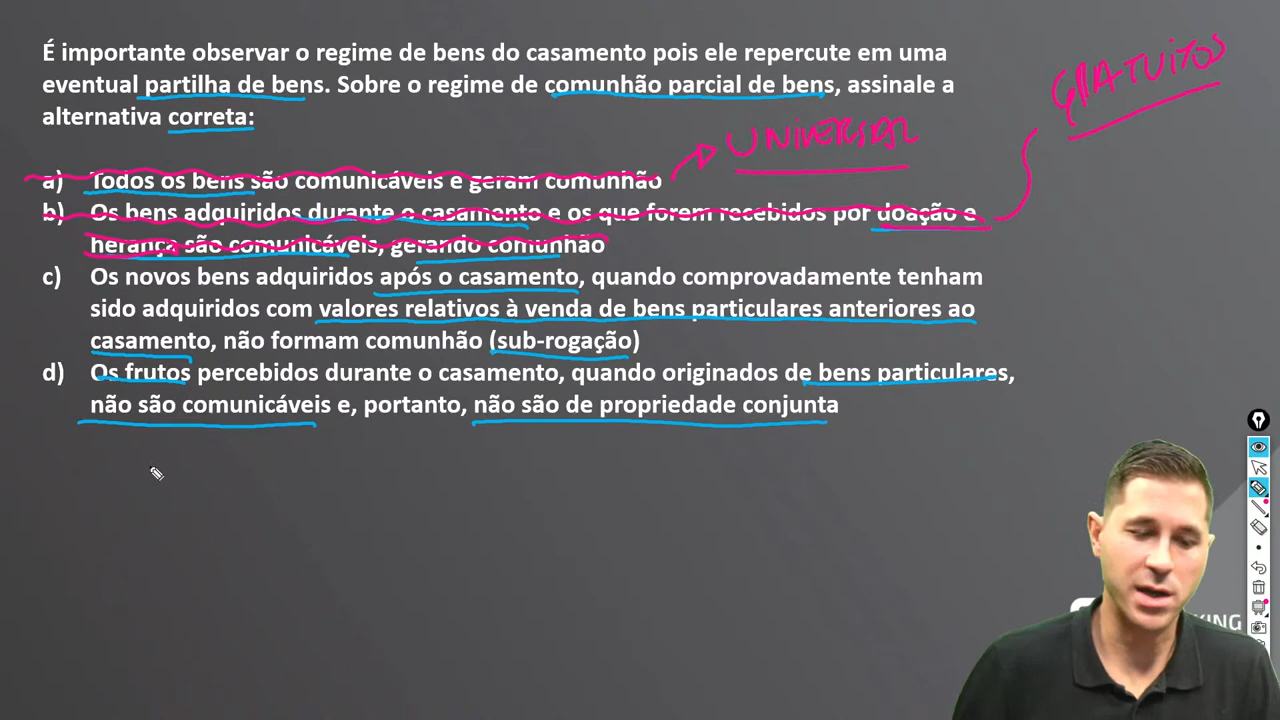 É importante observar o regime de bens do casamento pois ele repercute em uma
eventual partilha de bens. Sobre o regime de comunhão parcial de bens, assinale a
alternativa correta:
GRATUITOS
UNIVERSAL
a) Todos os bens são comunicáveis e geram comunhão
b) Os bens adquiridos durante o casamento e os que forem recebidos por doação e
herança são comunicáveis, gerando comunhão
c) Os novos bens adquiridos após o casamento, quando comprovadamente tenham
sido adquiridos com valores relativos à venda de bens particulares anteriores ao
casamento, não formam comunhão (sub-rogação)
d) Os frutos percebidos durante o casamento, quando originados de bens particulares,
não são comunicáveis e, portanto, não são de propriedade conjunta
KING